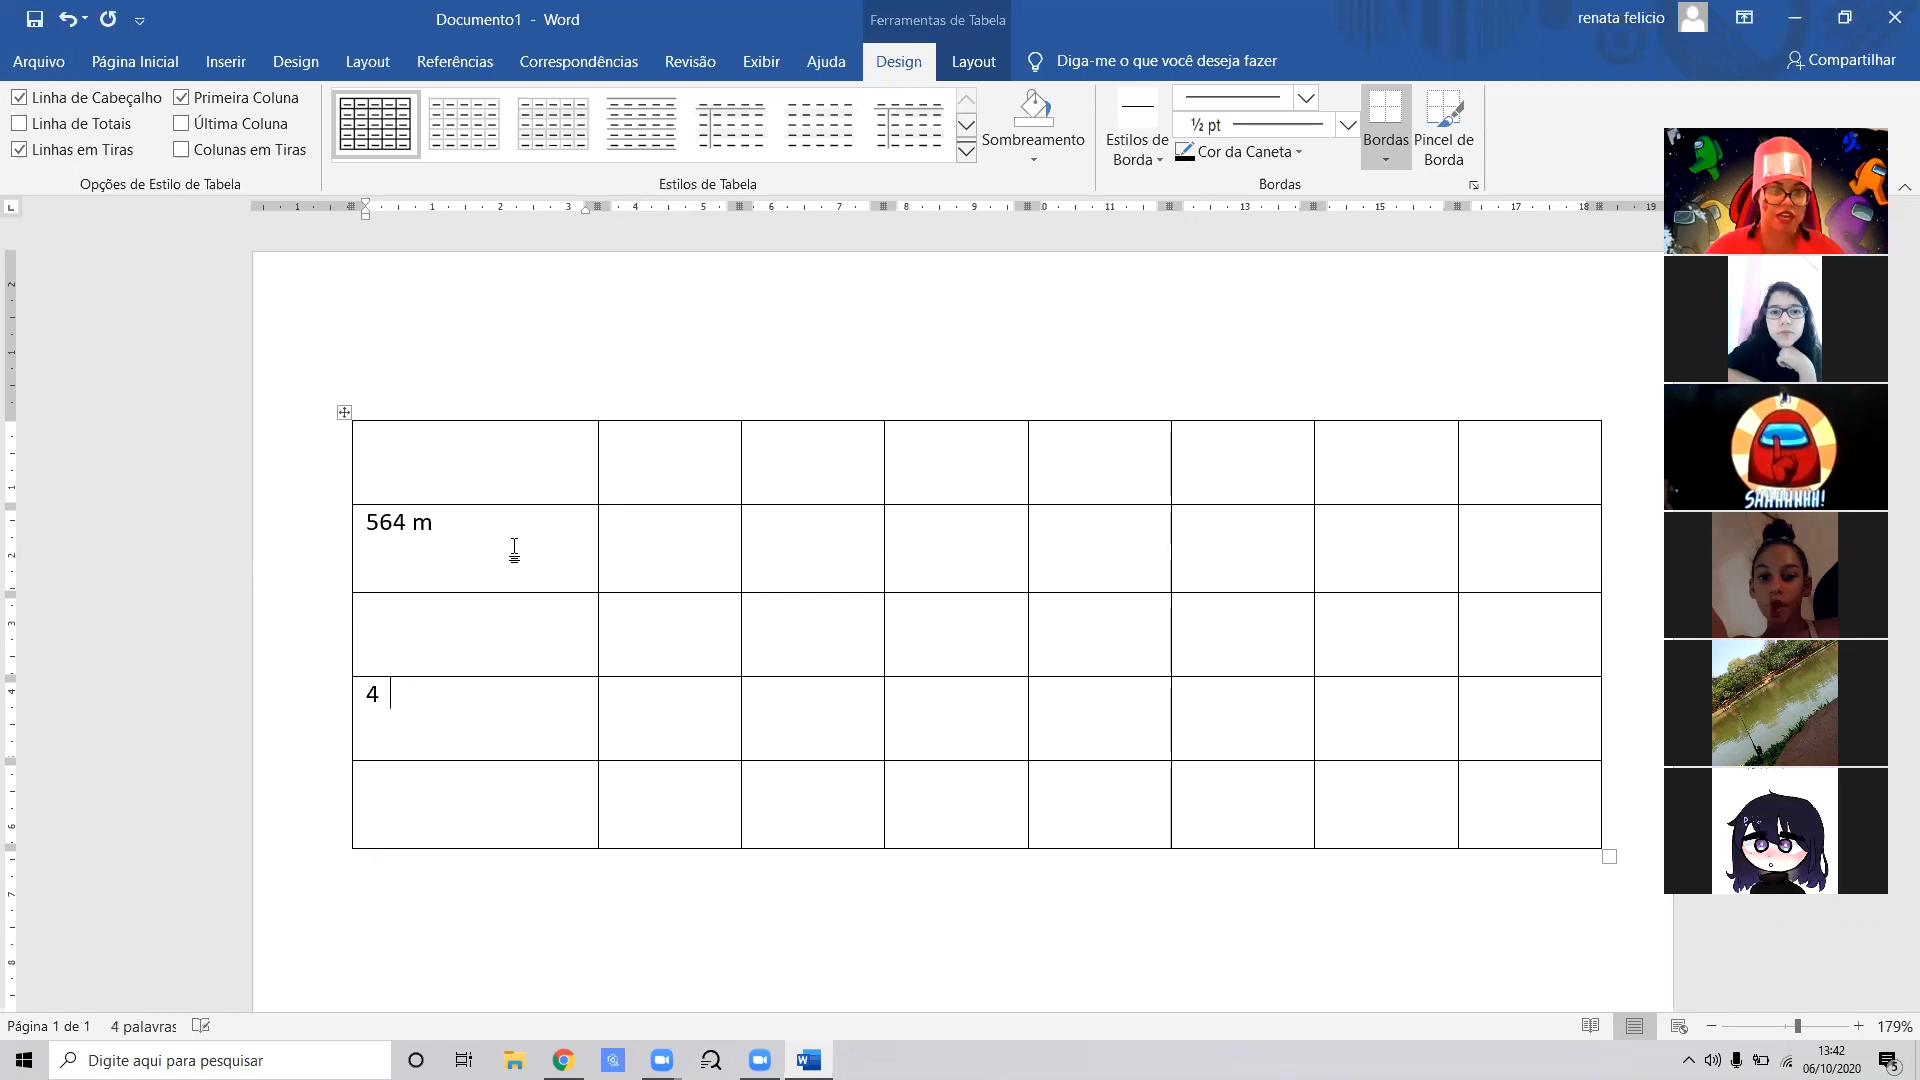 Documento1 - Word
Ferramentas de Tabela
renata felicio
Arquivo
Página Inicial
Inserir
Design
Layout
Referências
Correspondências
Revisão
Exibir
Ajuda
Design
Layout
Diga-me o que você deseja fazer
Compartilhar
Linha de Cabeçalho
Primeira Coluna
Linha de Totais
Última Coluna
Linhas em Tiras
Colunas em Tiras
Opções de Estilo de Tabela
Estilos de Tabela
Sombreamento
Estilos de Borda
½ pt
Cor da Caneta
Bordas
Pincel de Borda
Bordas
564 m
4
SHHHHHHH!
Página 1 de 1
4 palavras
179%
Digite aqui para pesquisar
13:42
06/10/2020
5